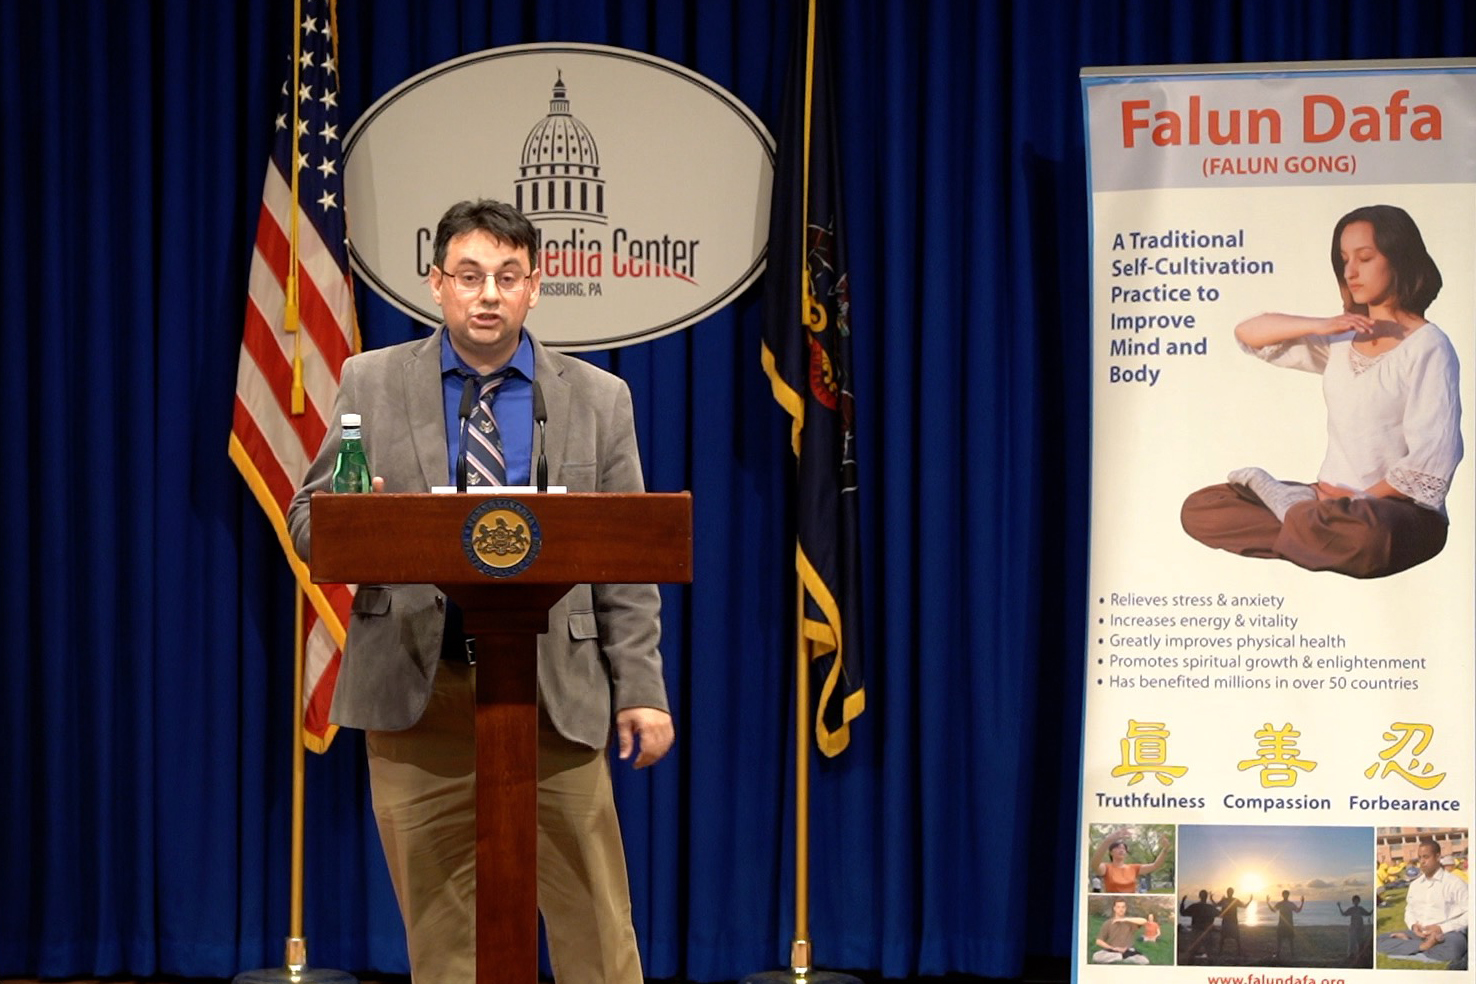 Media Center
RISBURG, PA
Falun Dafa
(FALUN GONG)
A Traditional
Self-Cultivation
Practice to
Improve
Mind and
Body
• Relieves stress & anxiety
• Increases energy & vitality
• Greatly improves physical health
• Promotes spiritual growth & enlightenment
• Has benefited millions in over 50 countries
眞 善 忍
Truthfulness Compassion Forbearance
www.falundafa.org